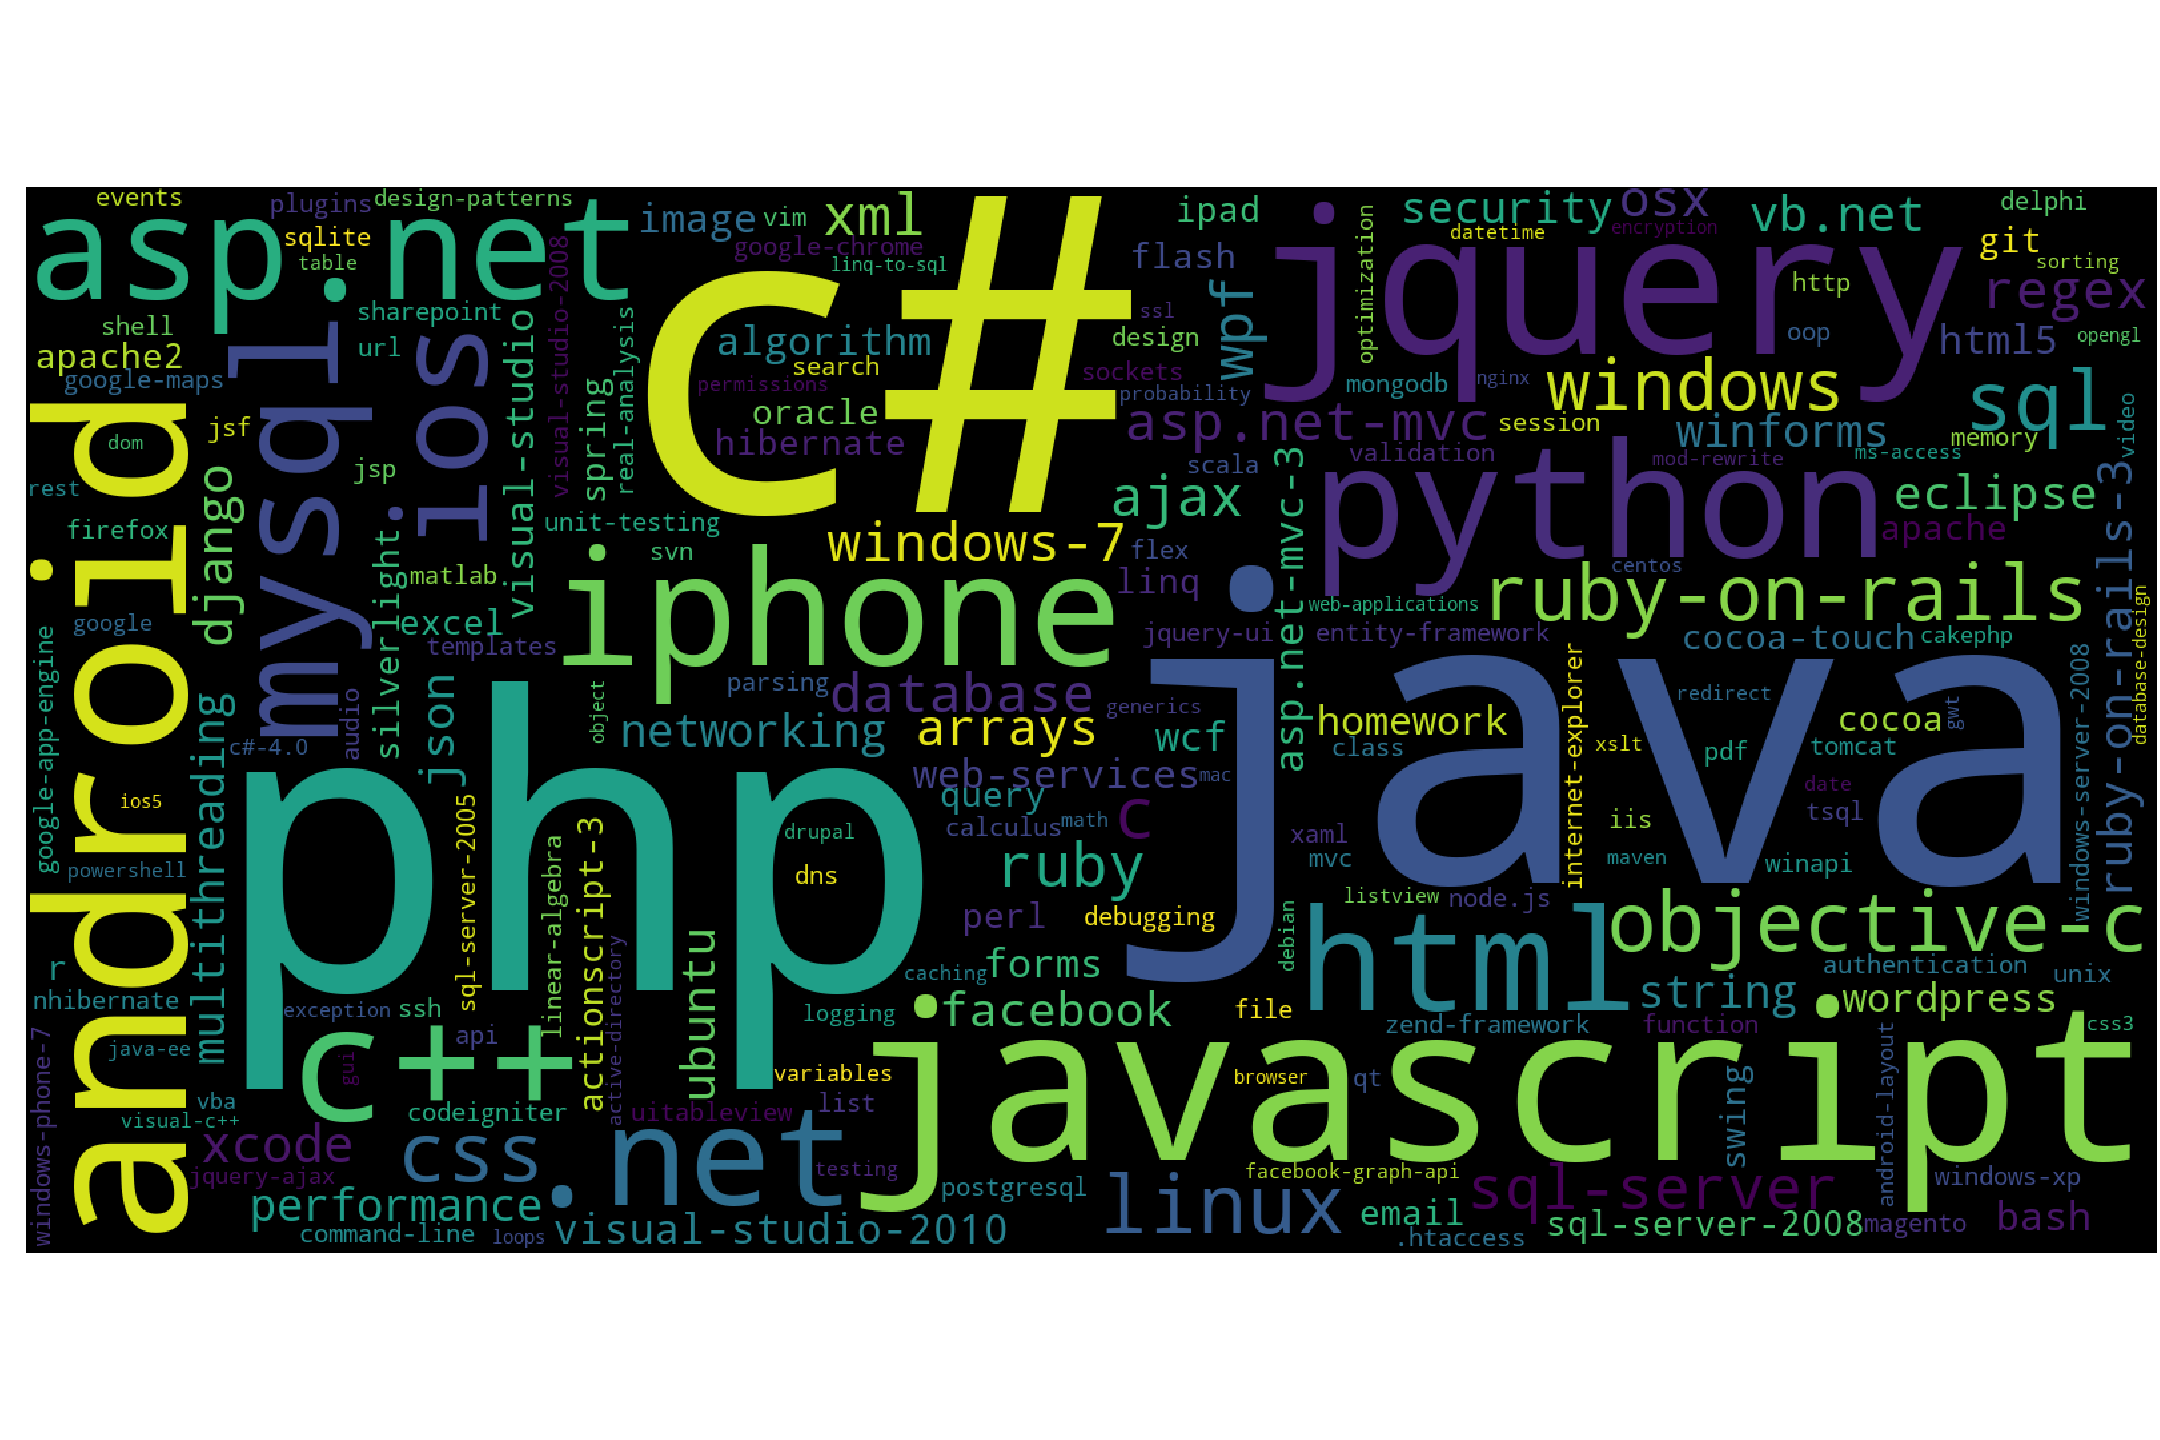 events
plugins
design-patterns
asp.net
sqlite
table
image
vim
xml
google-chrome
linq-to-sql
c#
ipad
flash
jquery
security
osx
datetime
encryption
vb.net
delphi
git
sorting
regex
http
oop
html5
opengl
optimization
wpf
ssl
design
sockets
probability
shell
apache2
google-maps
sharepoint
url
mysql
ios
visual-studio
visual-studio-2008
real-analysis
spring
algorithm
search
permissions
oracle
hibernate
mongodb
nginx
windows
sql
video
asp.net-mvc
session
winforms
memory
ms-access
validation
mod-rewrite
scala
ajax
asp.net-mvc-3
python
eclipse
apache
ruby-on-rails-3
android
dom
jsf
jsp
rest
firefox
django
silverlight
unit-testing
svn
matlab
windows-7
flex
linq
centos
iphone
excel
templates
google
google-app-engine
web-applications
ruby-on-rails
jquery-ui
entity-framework
cocoa-touch
cakephp
database-design
windows-server-2008
json
audio
c#-4.0
multithreading
object
parsing
database
generics
networking
arrays
wcf
web-services
mac
java
homework
class
internet-explorer
xslt
redirect
pdf
cocoa
tomcat
gwt
date
tsql
ios5
powershell
php
sql-server-2005
linear-algebra
actionscript-3
drupal
dns
query
calculus
math
c
ruby
perl
debugging
xaml
mvc
iis
maven
winapi
listview
node.js
debian
html
objective-c
authentication
unix
r
nhibernate
exception
ssh
api
active-directory
ubuntu
caching
forms
logging
facebook
file
zend-framework
string
function
wordpress
css3
windows-phone-7
java-ee
c++
gui
variables
browser
qt
javascript
swing
android-layout
vba
visual-c++
codeigniter
uitableview
list
xcode
jquery-ajax
css
.net
testing
facebook-graph-api
postgresql
linux
sql-server
windows-xp
performance
command-line
loops
visual-studio-2010
email
.htaccess
sql-server-2008
magento
bash